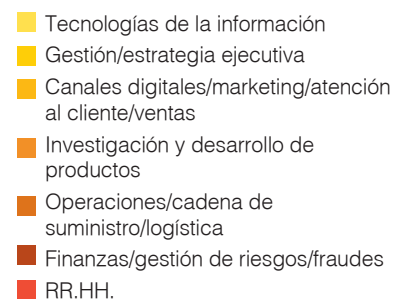 Tecnologías de la información
Gestión/estrategia ejecutiva
Canales digitales/marketing/atención
al cliente/ventas
Investigación y desarrollo de
productos
Operaciones/cadena de
suministro/logística
Finanzas/gestión de riesgos/fraudes
RR.HH.